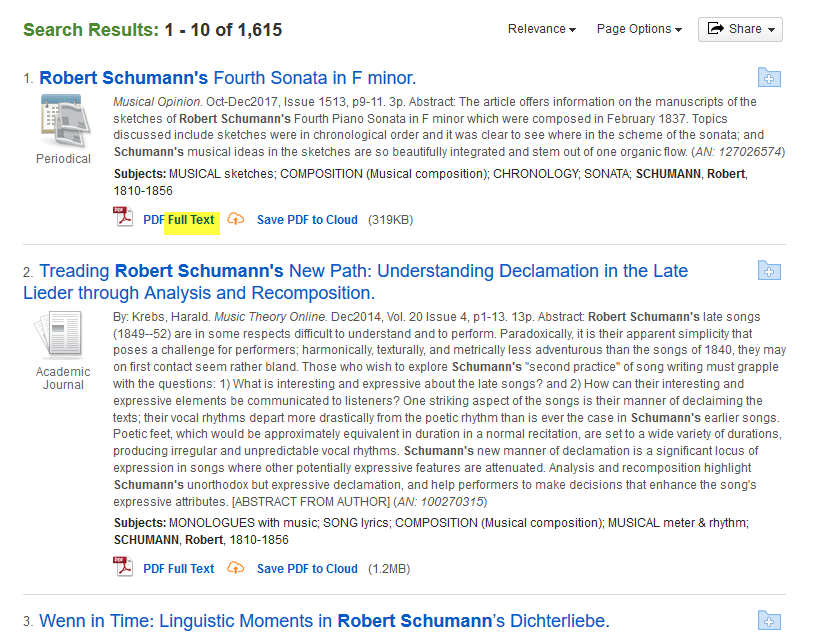 Search Results: 1 - 10 of 1,615
Relevance Page Options Share
1. Robert Schumann's Fourth Sonata in F minor.
Musical Opinion. Oct-Dec2017, Issue 1513, p9-11. 3p. Abstract: The article offers information on the manuscripts of the
sketches of Robert Schumann's Fourth Piano Sonata in F minor which were composed in February 1837. Topics
discussed include sketches were in chronological order and it was clear to see where in the scheme of the sonata; and
Schumann's musical ideas in the sketches are so beautifully integrated and stem out of one organic flow. (AN: 127026574)
Periodical
Subjects: MUSICAL sketches; COMPOSITION (Musical composition); CHRONOLOGY; SONATA; SCHUMANN, Robert,
1810-1856
PDF PDF Full Text Save PDF to Cloud (319KB)
2. Treading Robert Schumann's New Path: Understanding Declamation in the Late
Lieder through Analysis and Recomposition.
By: Krebs, Harald. Music Theory Online. Dec2014, Vol. 20 Issue 4, p1-13. 13p. Abstract: Robert Schumann's late songs
(1849--52) are in some respects difficult to understand and to perform. Paradoxically, it is their apparent simplicity that
poses a challenge for performers; harmonically, texturally, and metrically less adventurous than the songs of 1840, they may
on first contact seem rather bland. Those who wish to explore Schumann's "second practice" of song writing must grapple
with the questions: 1) What is interesting and expressive about the late songs? and 2) How can their interesting and
expressive elements be communicated to listeners? One striking aspect of the songs is their manner of declaiming the
texts; their vocal rhythms depart more drastically from the poetic rhythm than is ever the case in Schumann's earlier songs.
Poetic feet, which would be approximately equivalent in duration in a normal recitation, are set to a wide variety of durations,
producing irregular and unpredictable vocal rhythms. Schumann's new manner of declamation is a significant locus of
expression in songs where other potentially expressive features are attenuated. Analysis and recomposition highlight
Schumann's unorthodox but expressive declamation, and help performers to make decisions that enhance the song's
expressive attributes. [ABSTRACT FROM AUTHOR] (AN: 100270315)
Academic
Journal
Subjects: MONOLOGUES with music; SONG lyrics; COMPOSITION (Musical composition); MUSICAL meter & rhythm;
SCHUMANN, Robert, 1810-1856
PDF PDF Full Text Save PDF to Cloud (1.2MB)
3. Wenn in Time: Linguistic Moments in Robert Schumann's Dichterliebe.